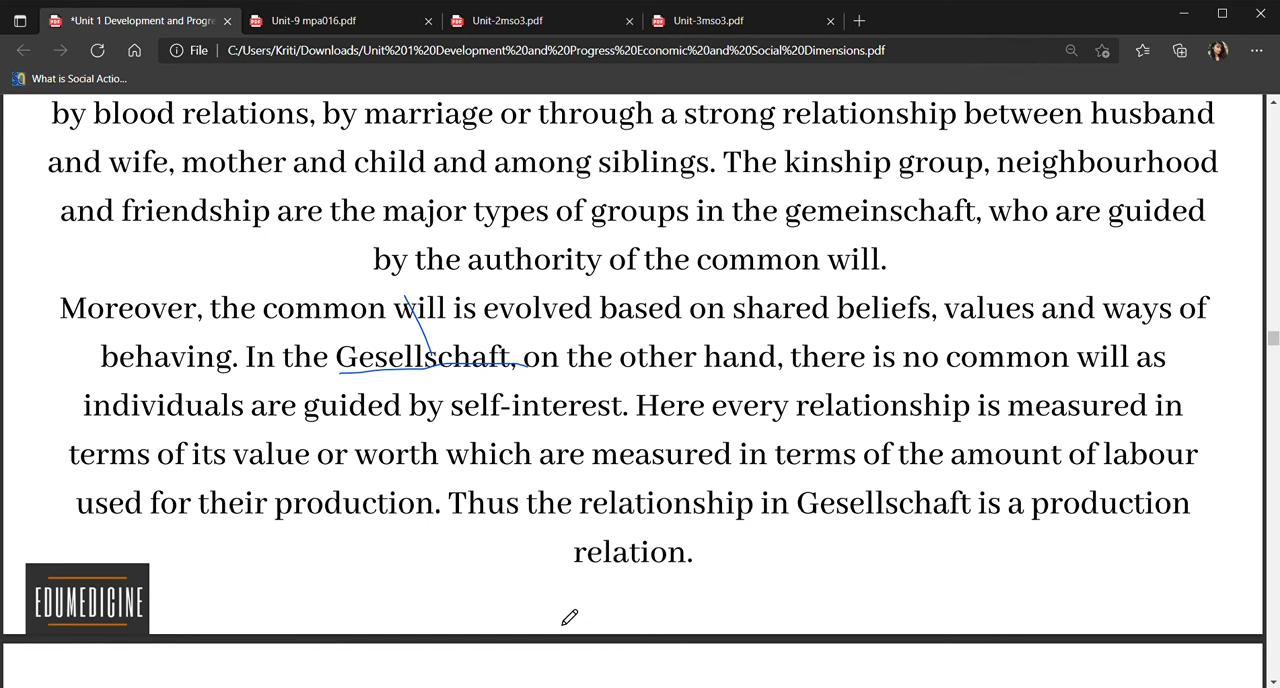 *Unit 1 Development and Progre
Unit-9 mpa016.pdf
Unit-2mso3.pdf
Unit-3mso3.pdf
File
C:/Users/Kriti/Downloads/Unit%201%20Development%20and%20Progress%20Economic%20and%20Social%20Dimensions.pdf
What is Social Actio...
by blood relations, by marriage or through a strong relationship between husband
and wife, mother and child and among siblings. The kinship group, neighbourhood
and friendship are the major types of groups in the gemeinschaft, who are guided
by the authority of the common will.
Moreover, the common will is evolved based on shared beliefs, values and ways of
behaving. In the Gesellschaft, on the other hand, there is no common will as
individuals are guided by self-interest. Here every relationship is measured in
terms of its value or worth which are measured in terms of the amount of labour
used for their production. Thus the relationship in Gesellschaft is a production
relation.
EDUMEDICINE